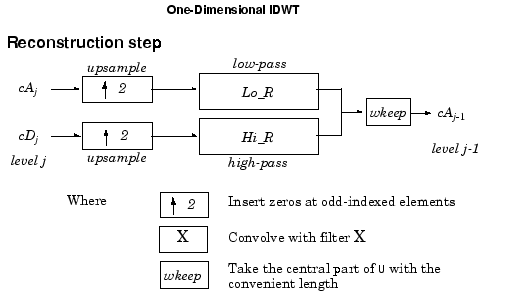 One-Dimensional IDWT
Reconstruction step
upsample
low-pass
cAj
2
Lo_R
wkeep
cAj-1
cDj
2
Hi_R
level j
upsample
high-pass
level j-1
Where
2
Insert zeros at odd-indexed elements
X
Convolve with filter X
wkeep
Take the central part of U with the
convenient length